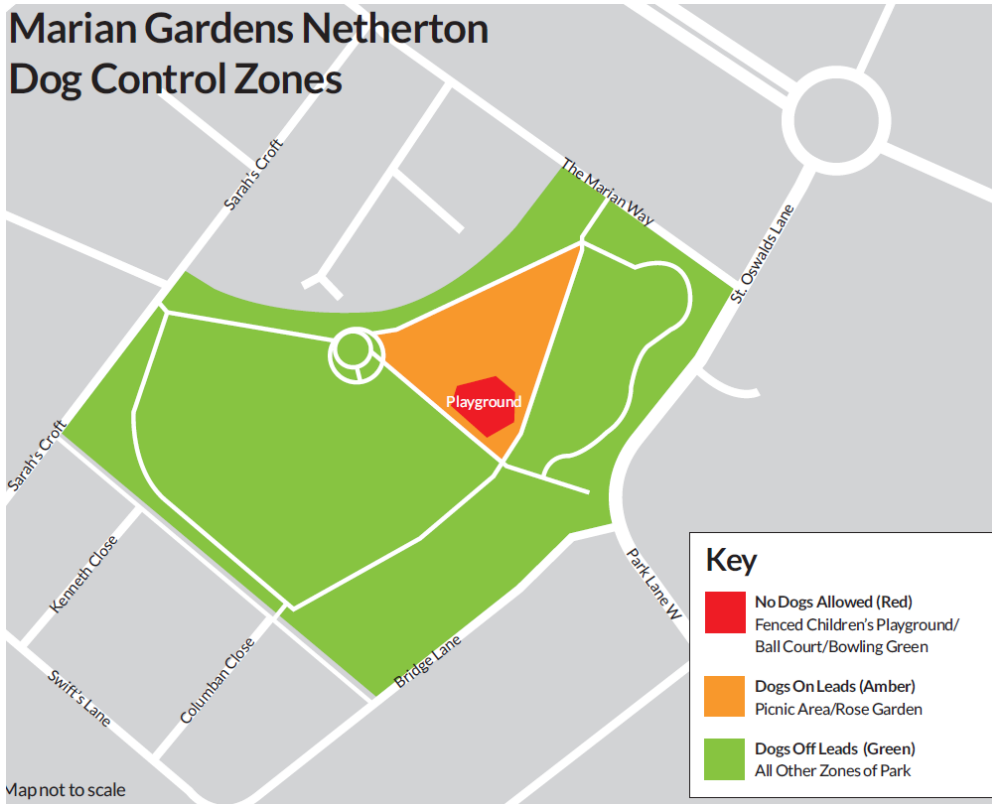 Marian Gardens Netherton
Dog Control Zones
Sarah's Croft
The Marian Way
St. Oswalds Lane
Playground
Sarah's Croft
Kenneth Close
Park Lane W
Columban Close
Bridge Lane
Swift's Lane
Map not to scale
Key
No Dogs Allowed (Red)
Fenced Children's Playground/
Ball Court/Bowling Green
Dogs On Leads (Amber)
Picnic Area/Rose Garden
Dogs Off Leads (Green)
All Other Zones of Park